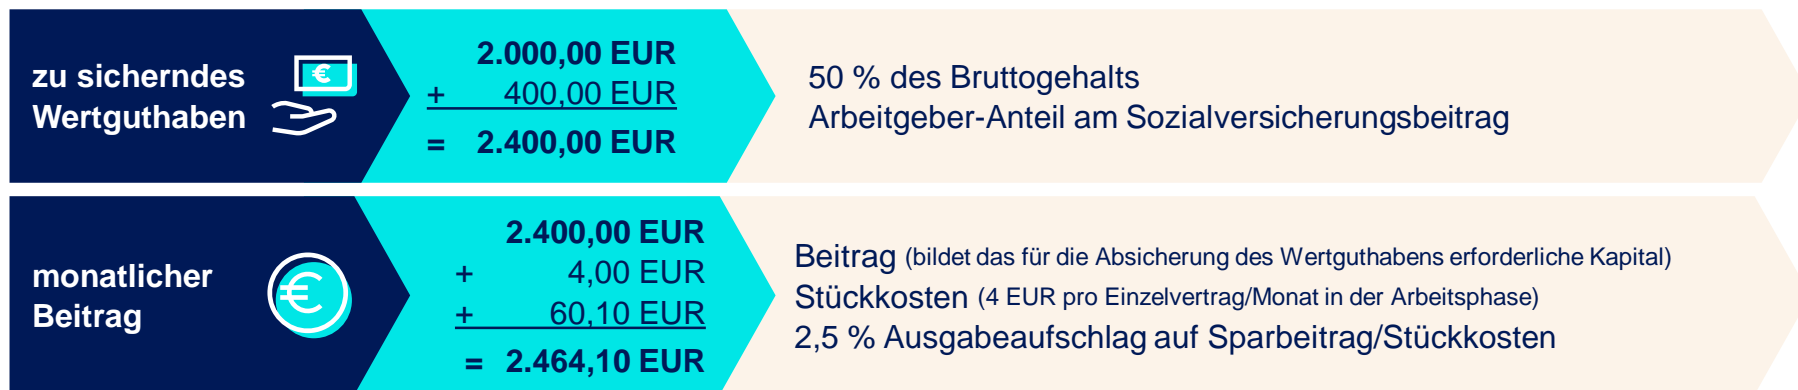 zu sicherndes
Wertguthaben
€
2.000,00 EUR
+ 400,00 EUR
= 2.400,00 EUR
50 % des Bruttogehalts
Arbeitgeber-Anteil am Sozialversicherungsbeitrag
monatlicher
Beitrag
€
2.400,00 EUR
+ 4,00 EUR
+ 60,10 EUR
= 2.464,10 EUR
Beitrag (bildet das für die Absicherung des Wertguthabens erforderliche Kapital)
Stückkosten (4 EUR pro Einzelvertrag/Monat in der Arbeitsphase)
2,5 % Ausgabeaufschlag auf Sparbeitrag/Stückkosten